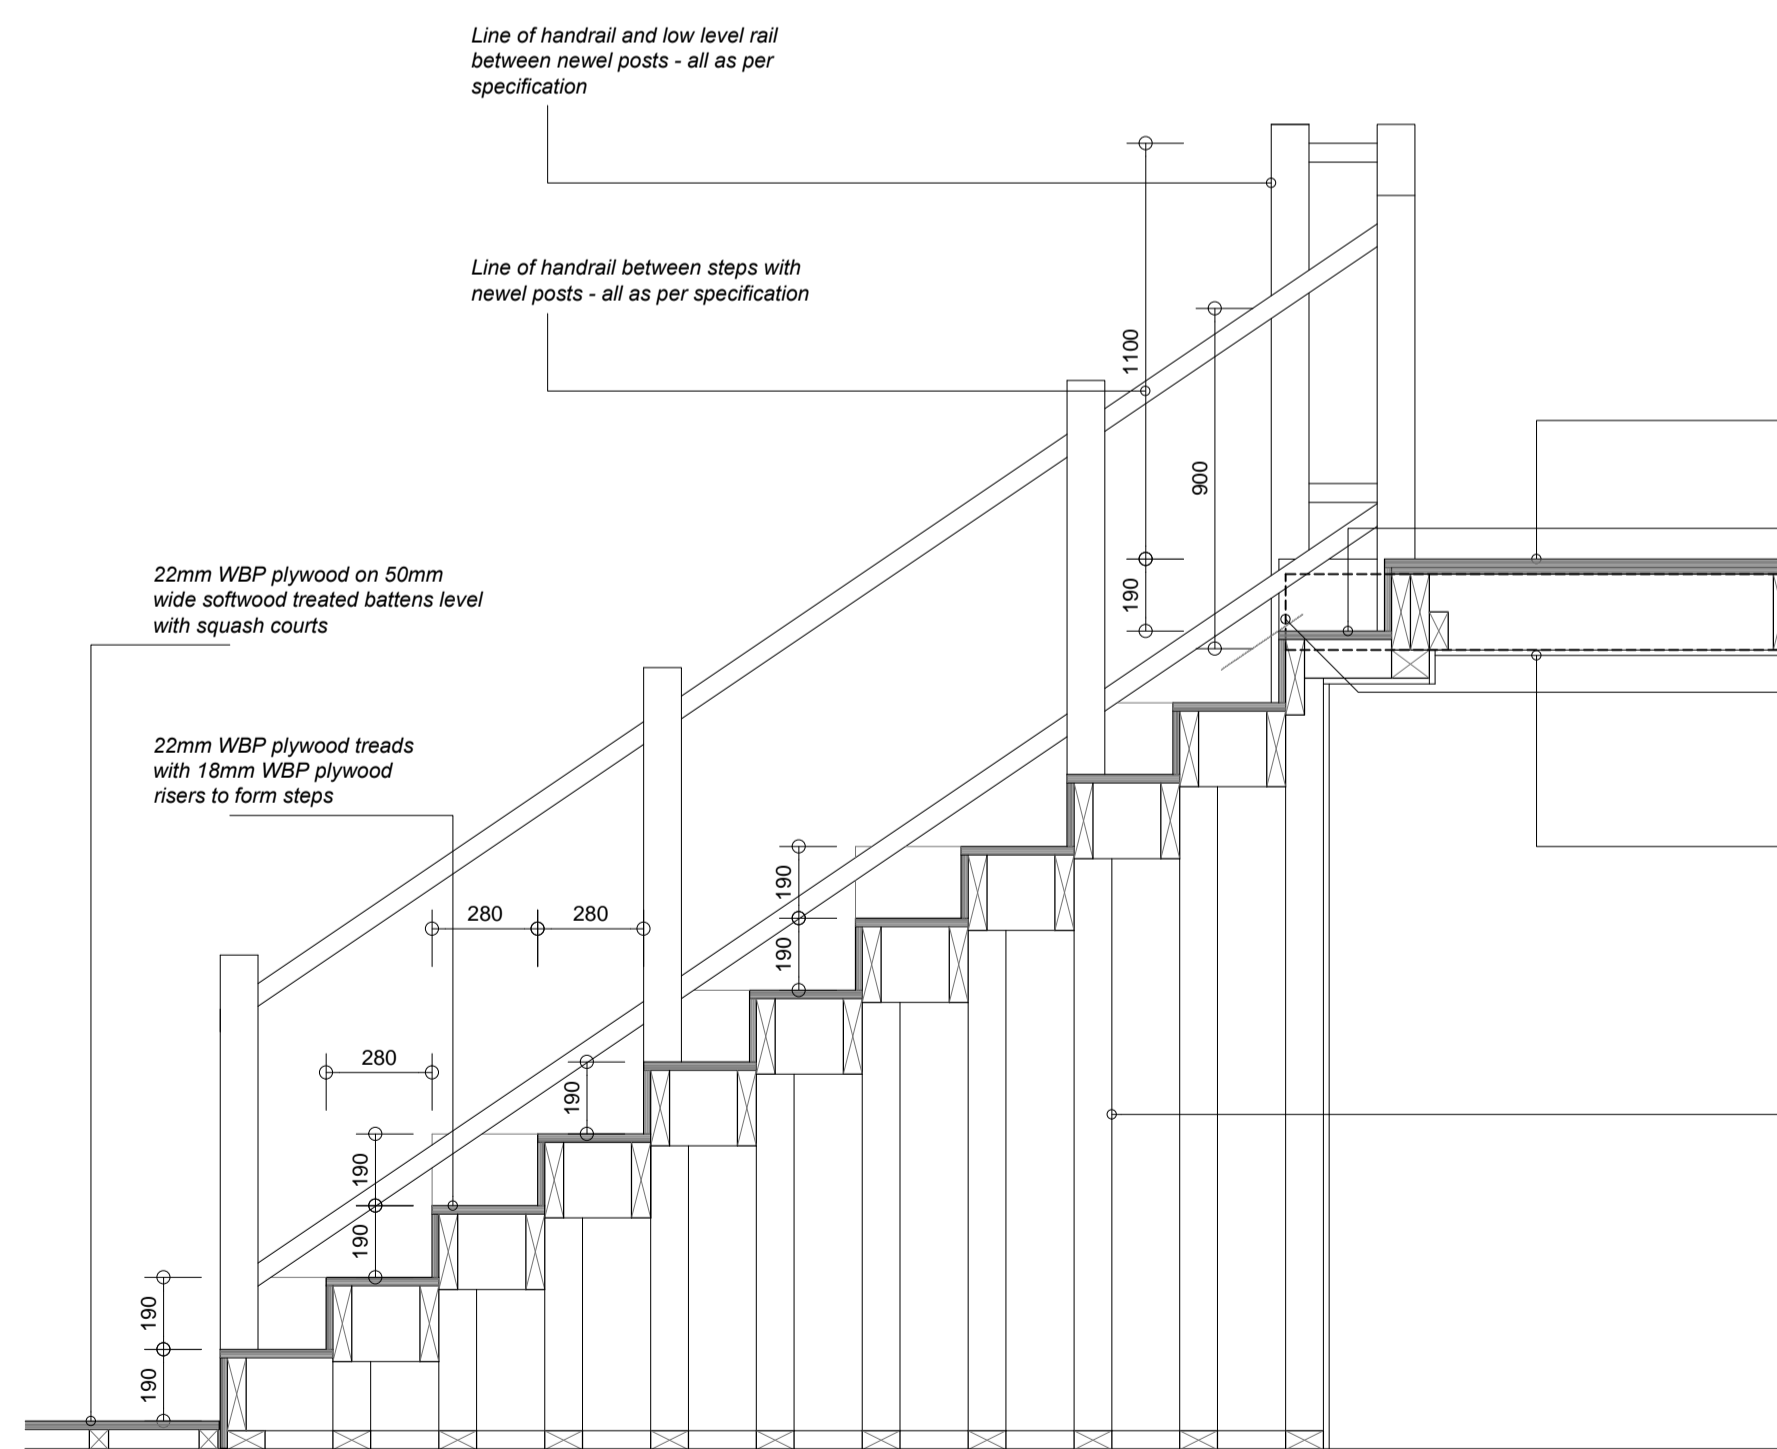 Line of handrail and low level rail
between newel posts - all as per
specification
Line of handrail between steps with
newel posts - all as per specification
1100
900
190
22mm WBP plywood on 50mm
wide softwood treated battens level
with squash courts
22mm WBP plywood treads
with 18mm WBP plywood
risers to form steps
190
190
280
280
280
190
190
190
190
190